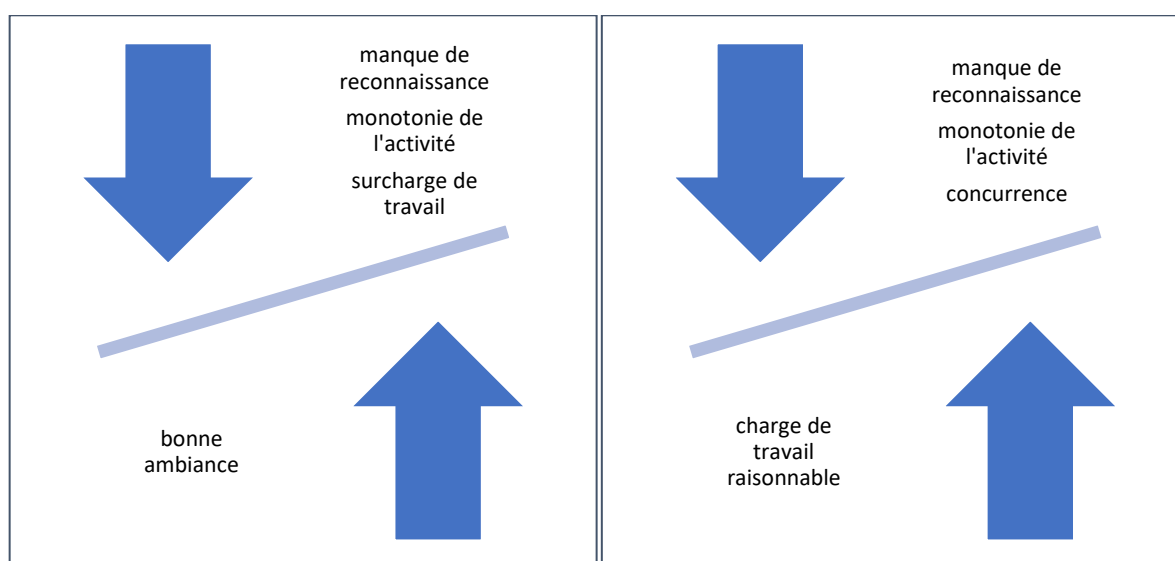 manque de
reconnaissance
monotonie de
l'activité
surcharge de
travail
bonne
ambiance
manque de
reconnaissance
monotonie de
l'activité
concurrence
charge de
travail
raisonnable